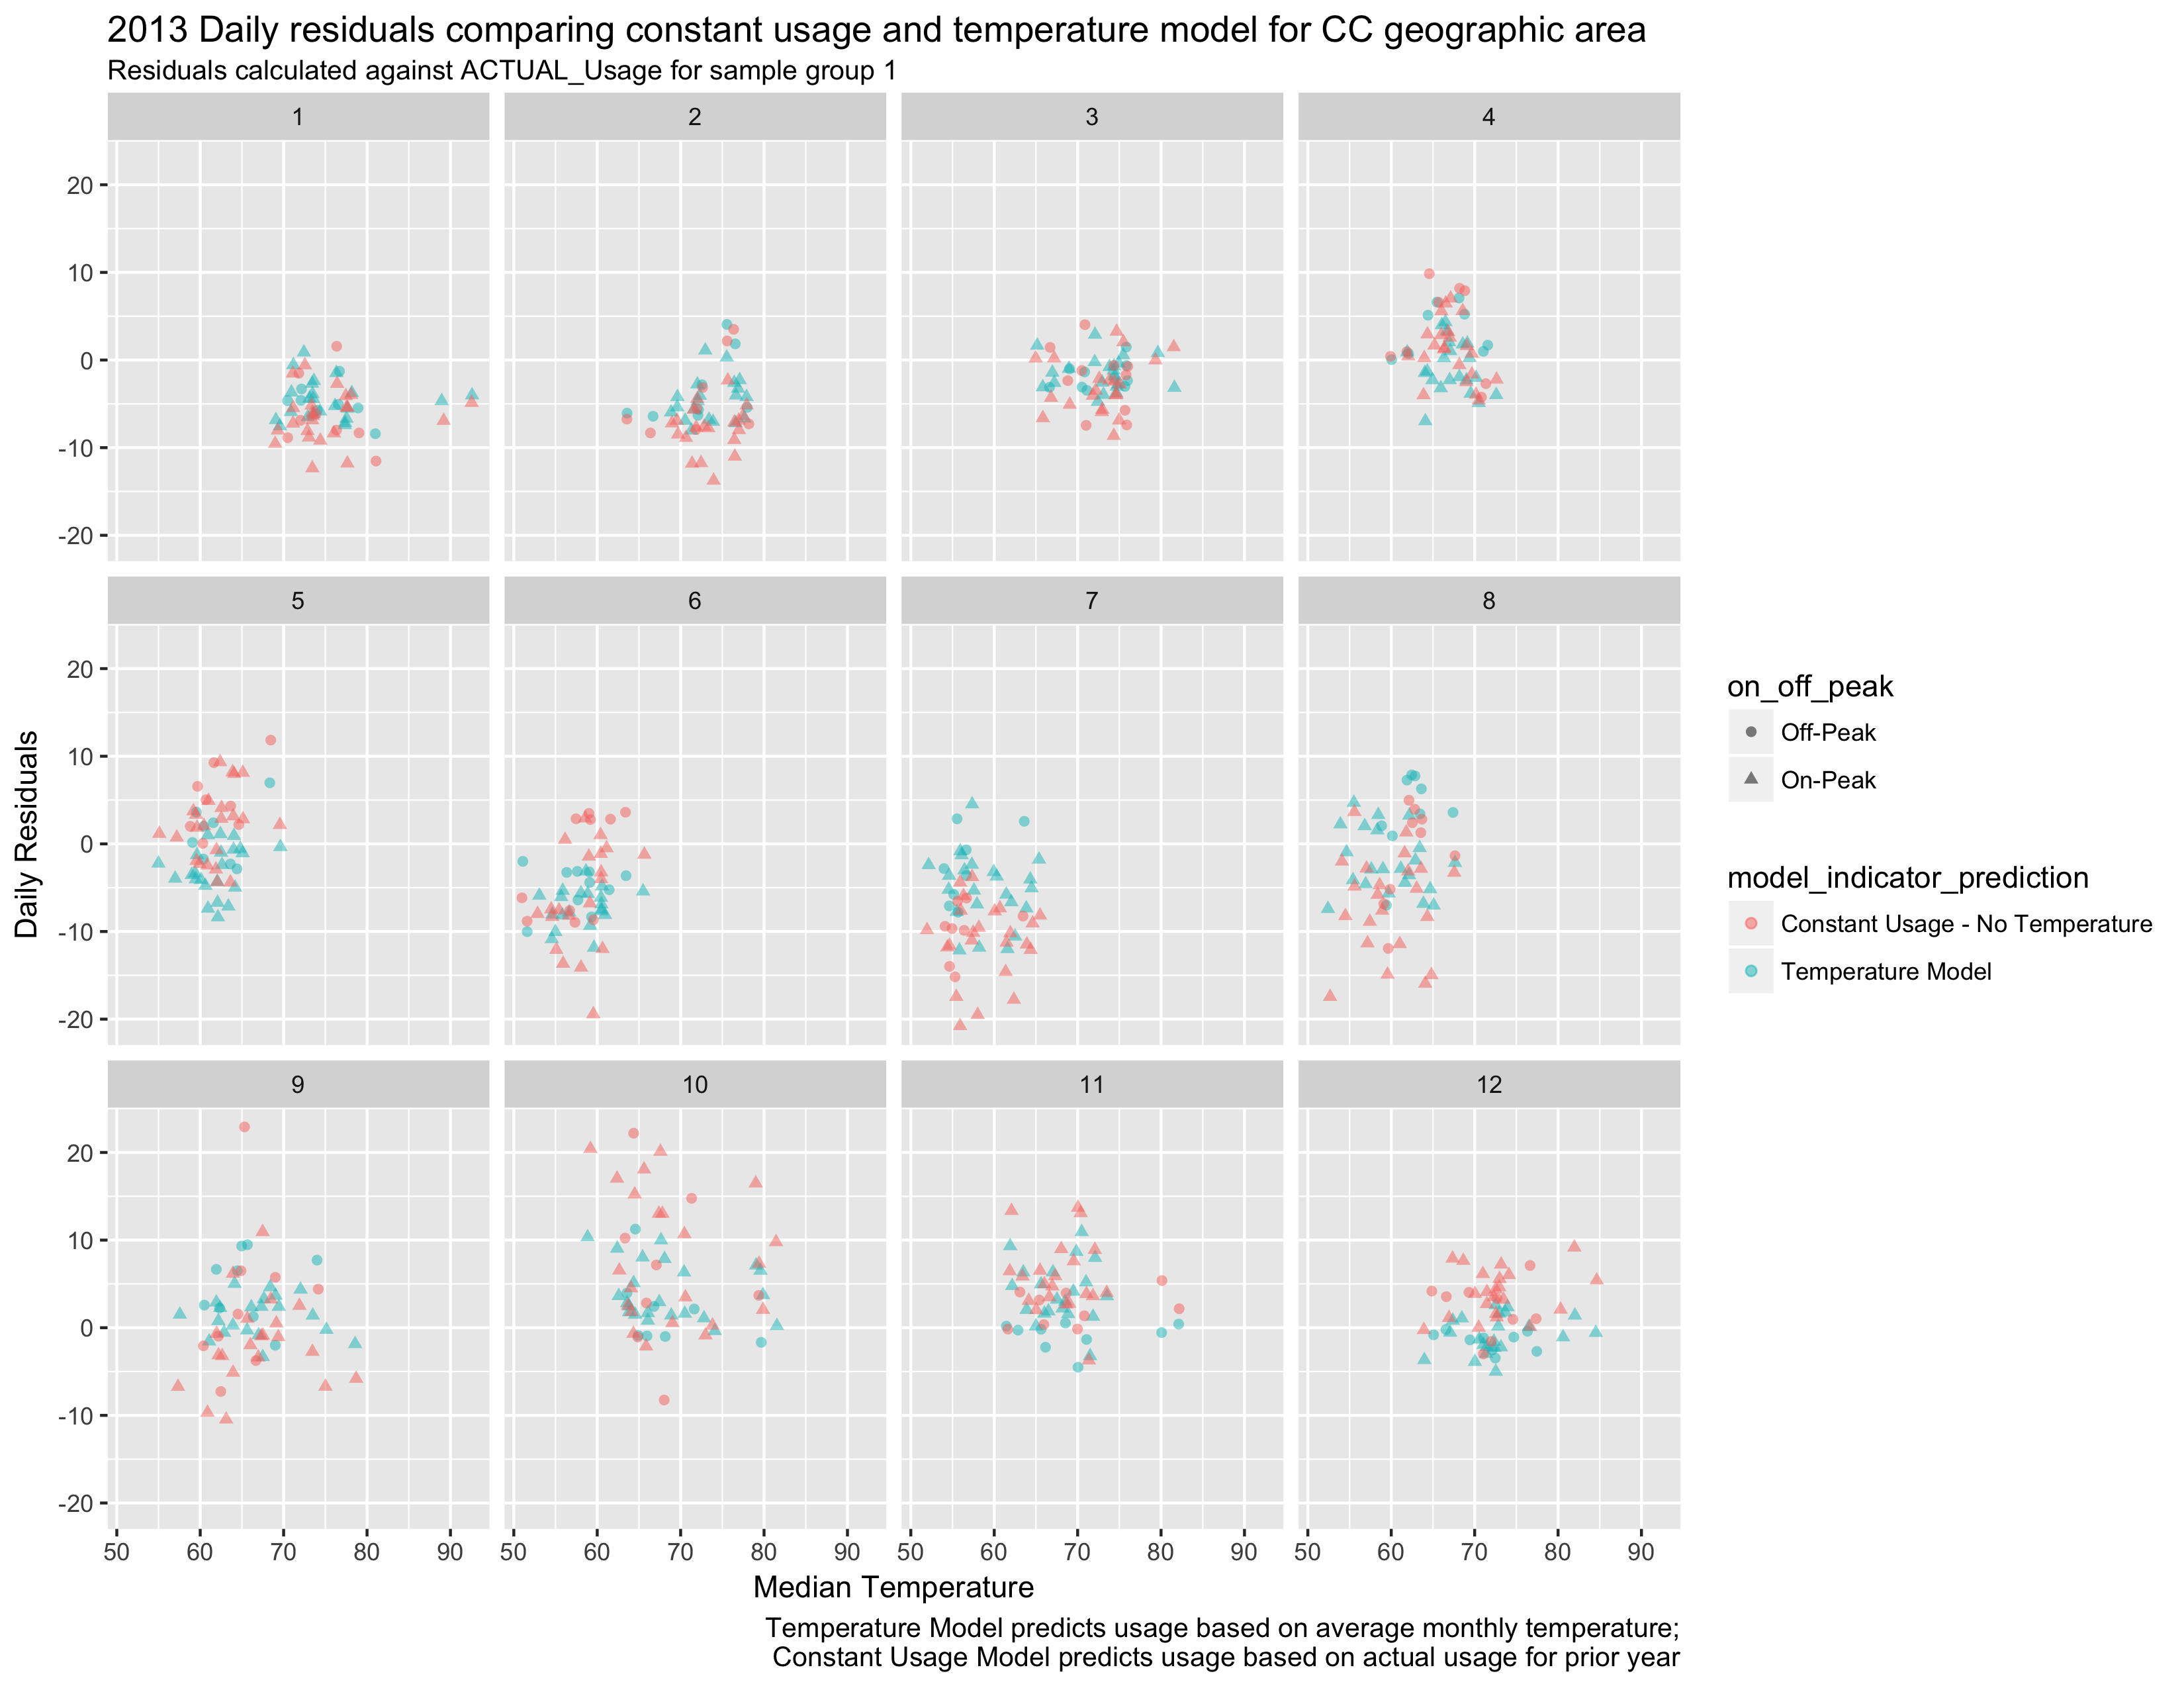 2013 Daily residuals comparing constant usage and temperature model for CC geographic area
Residuals calculated against ACTUAL_Usage for sample group 1
1 2 3 4
20
10
0
-10
-20
5 6 7 8
20
10
0
-10
-20
9 10 11 12
20
10
0
-10
-20
50 60 70 80 90 50 60 70 80 90 50 60 70 80 90 50 60 70 80 90
Daily Residuals
Median Temperature
Temperature Model predicts usage based on average monthly temperature;
Constant Usage Model predicts usage based on actual usage for prior year
on_off_peak
Off-Peak
On-Peak
model_indicator_prediction
Constant Usage - No Temperature
Temperature Model